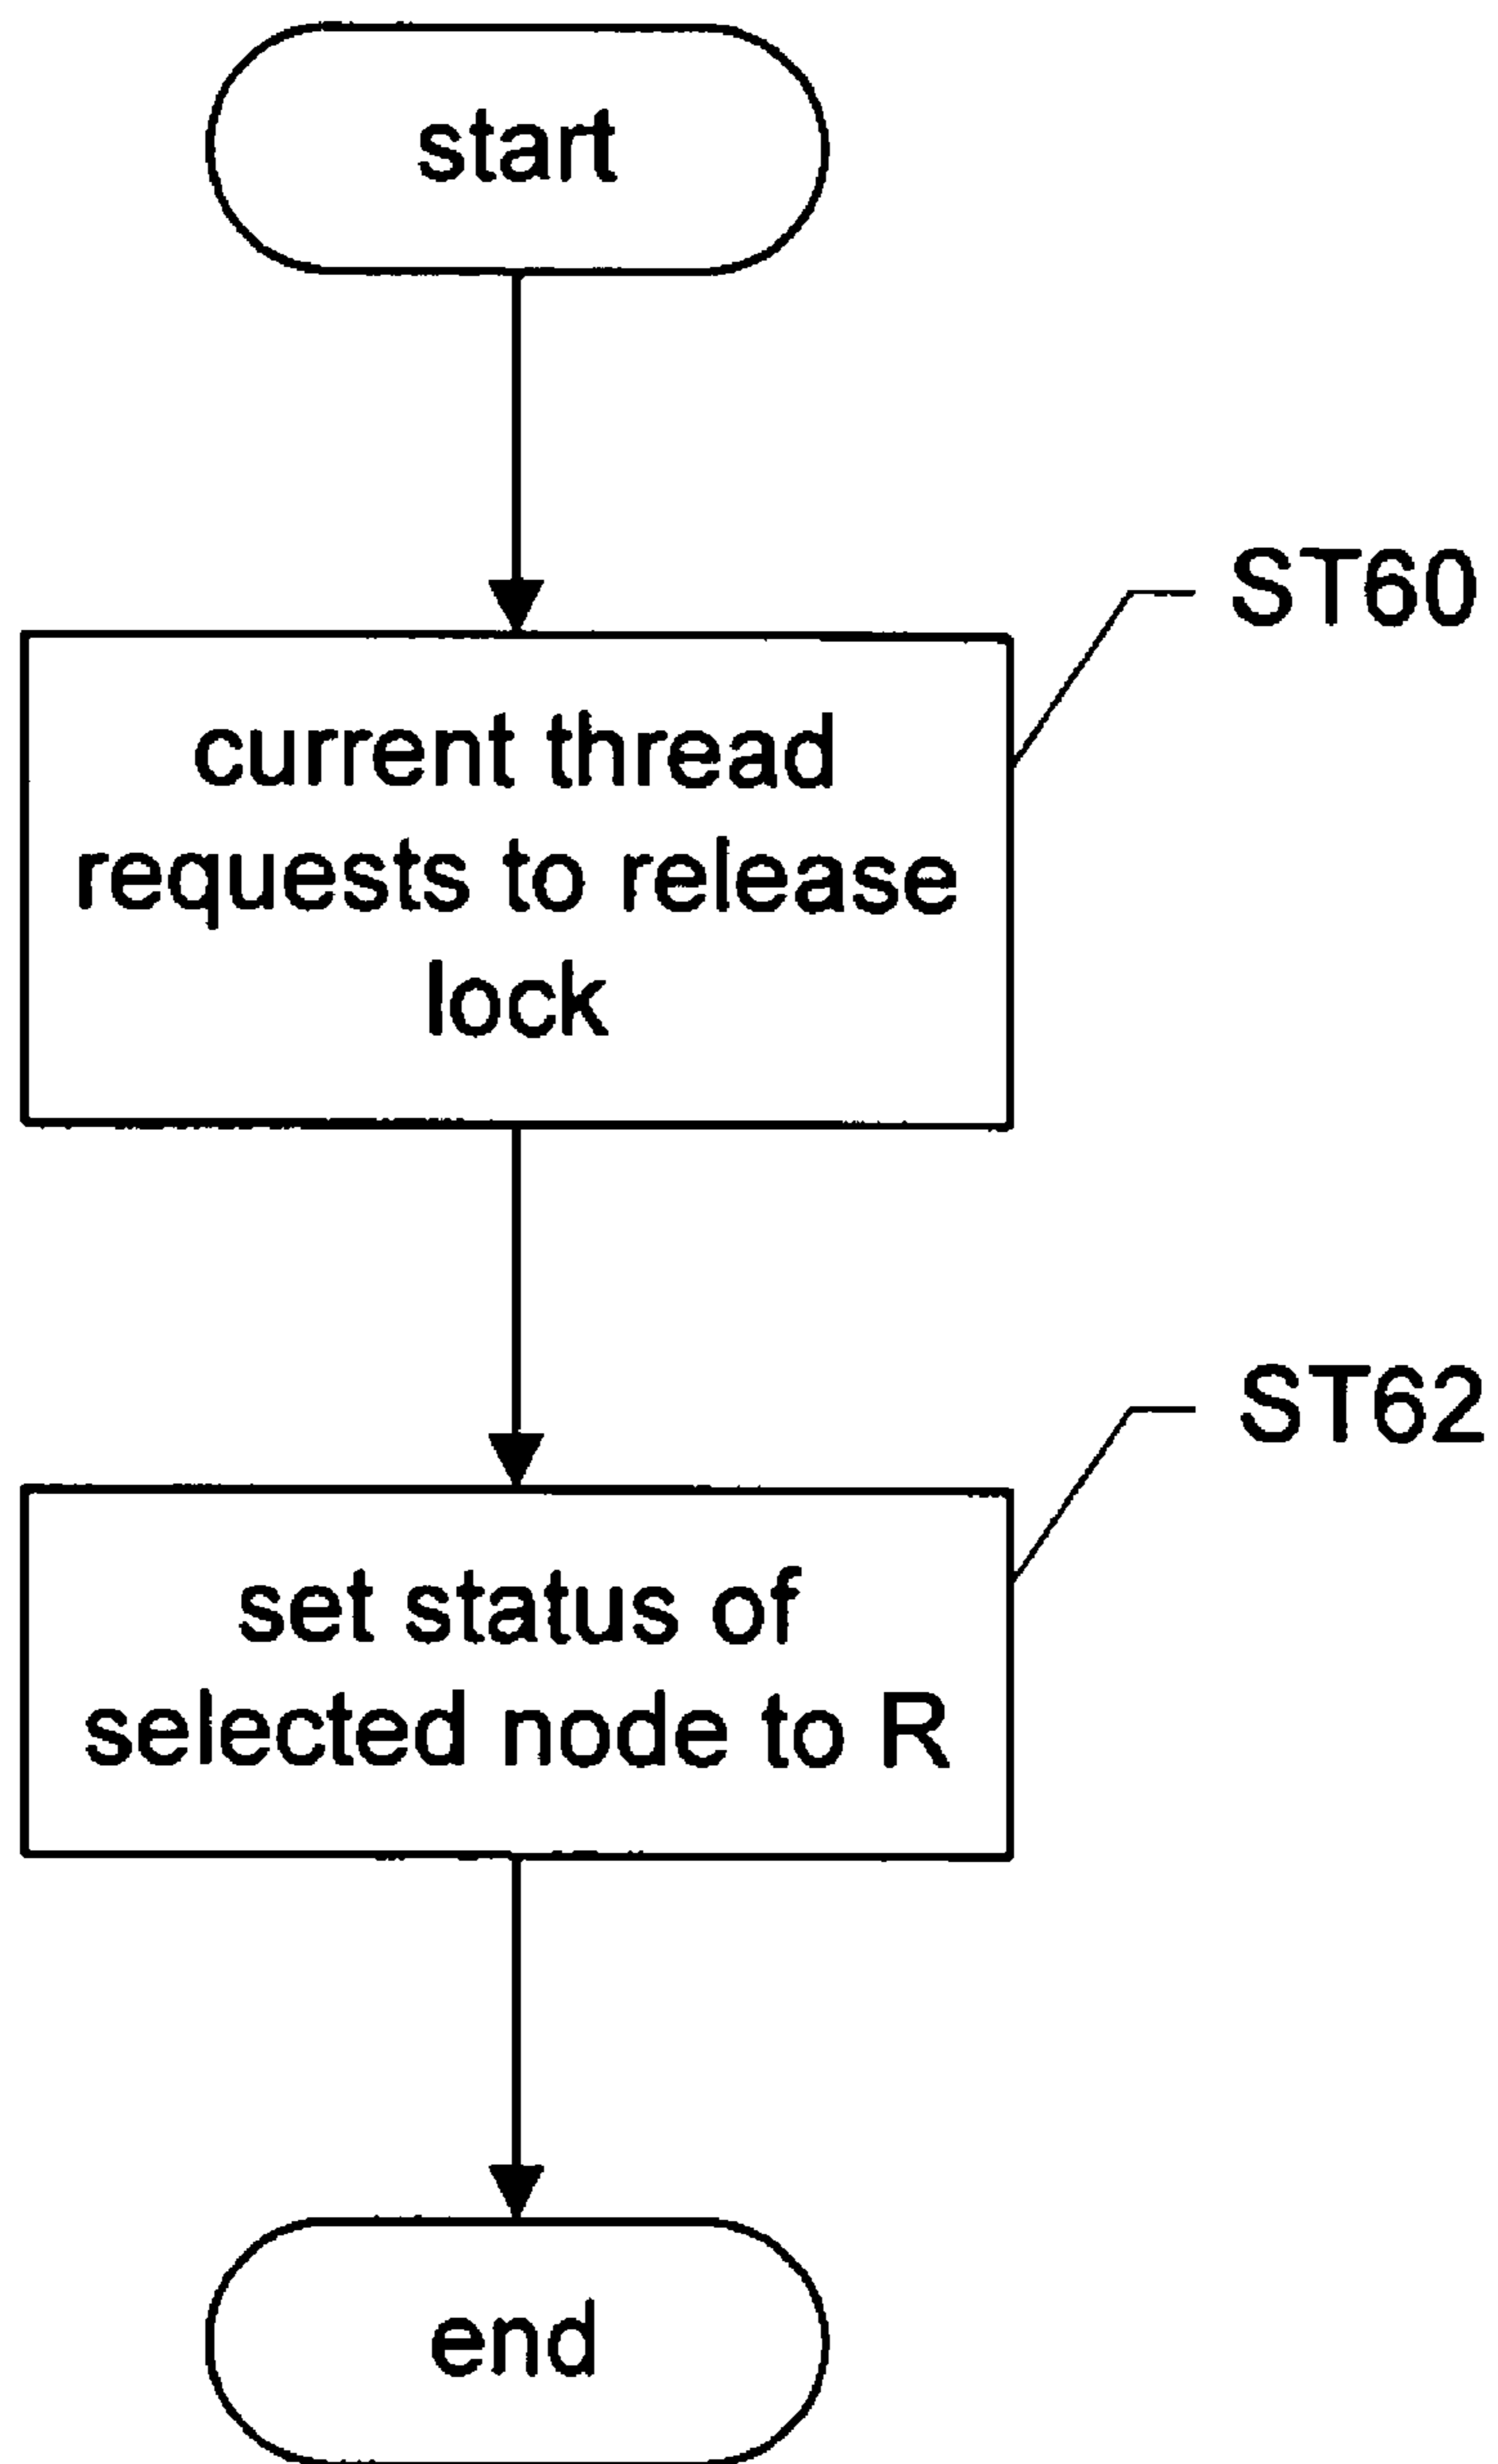 start
ST60
current thread
requests to release
lock
ST62
set status of
selected node to R
end